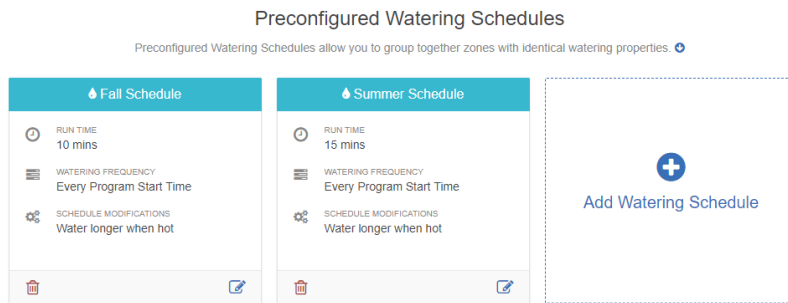 Preconfigured Watering Schedules
Preconfigured Watering Schedules allow you to group together zones with identical watering properties.
Fall Schedule
RUN TIME
10 mins
WATERING FREQUENCY
Every Program Start Time
SCHEDULE MODIFICATIONS
Water longer when hot
Summer Schedule
RUN TIME
15 mins
WATERING FREQUENCY
Every Program Start Time
SCHEDULE MODIFICATIONS
Water longer when hot
Add Watering Schedule